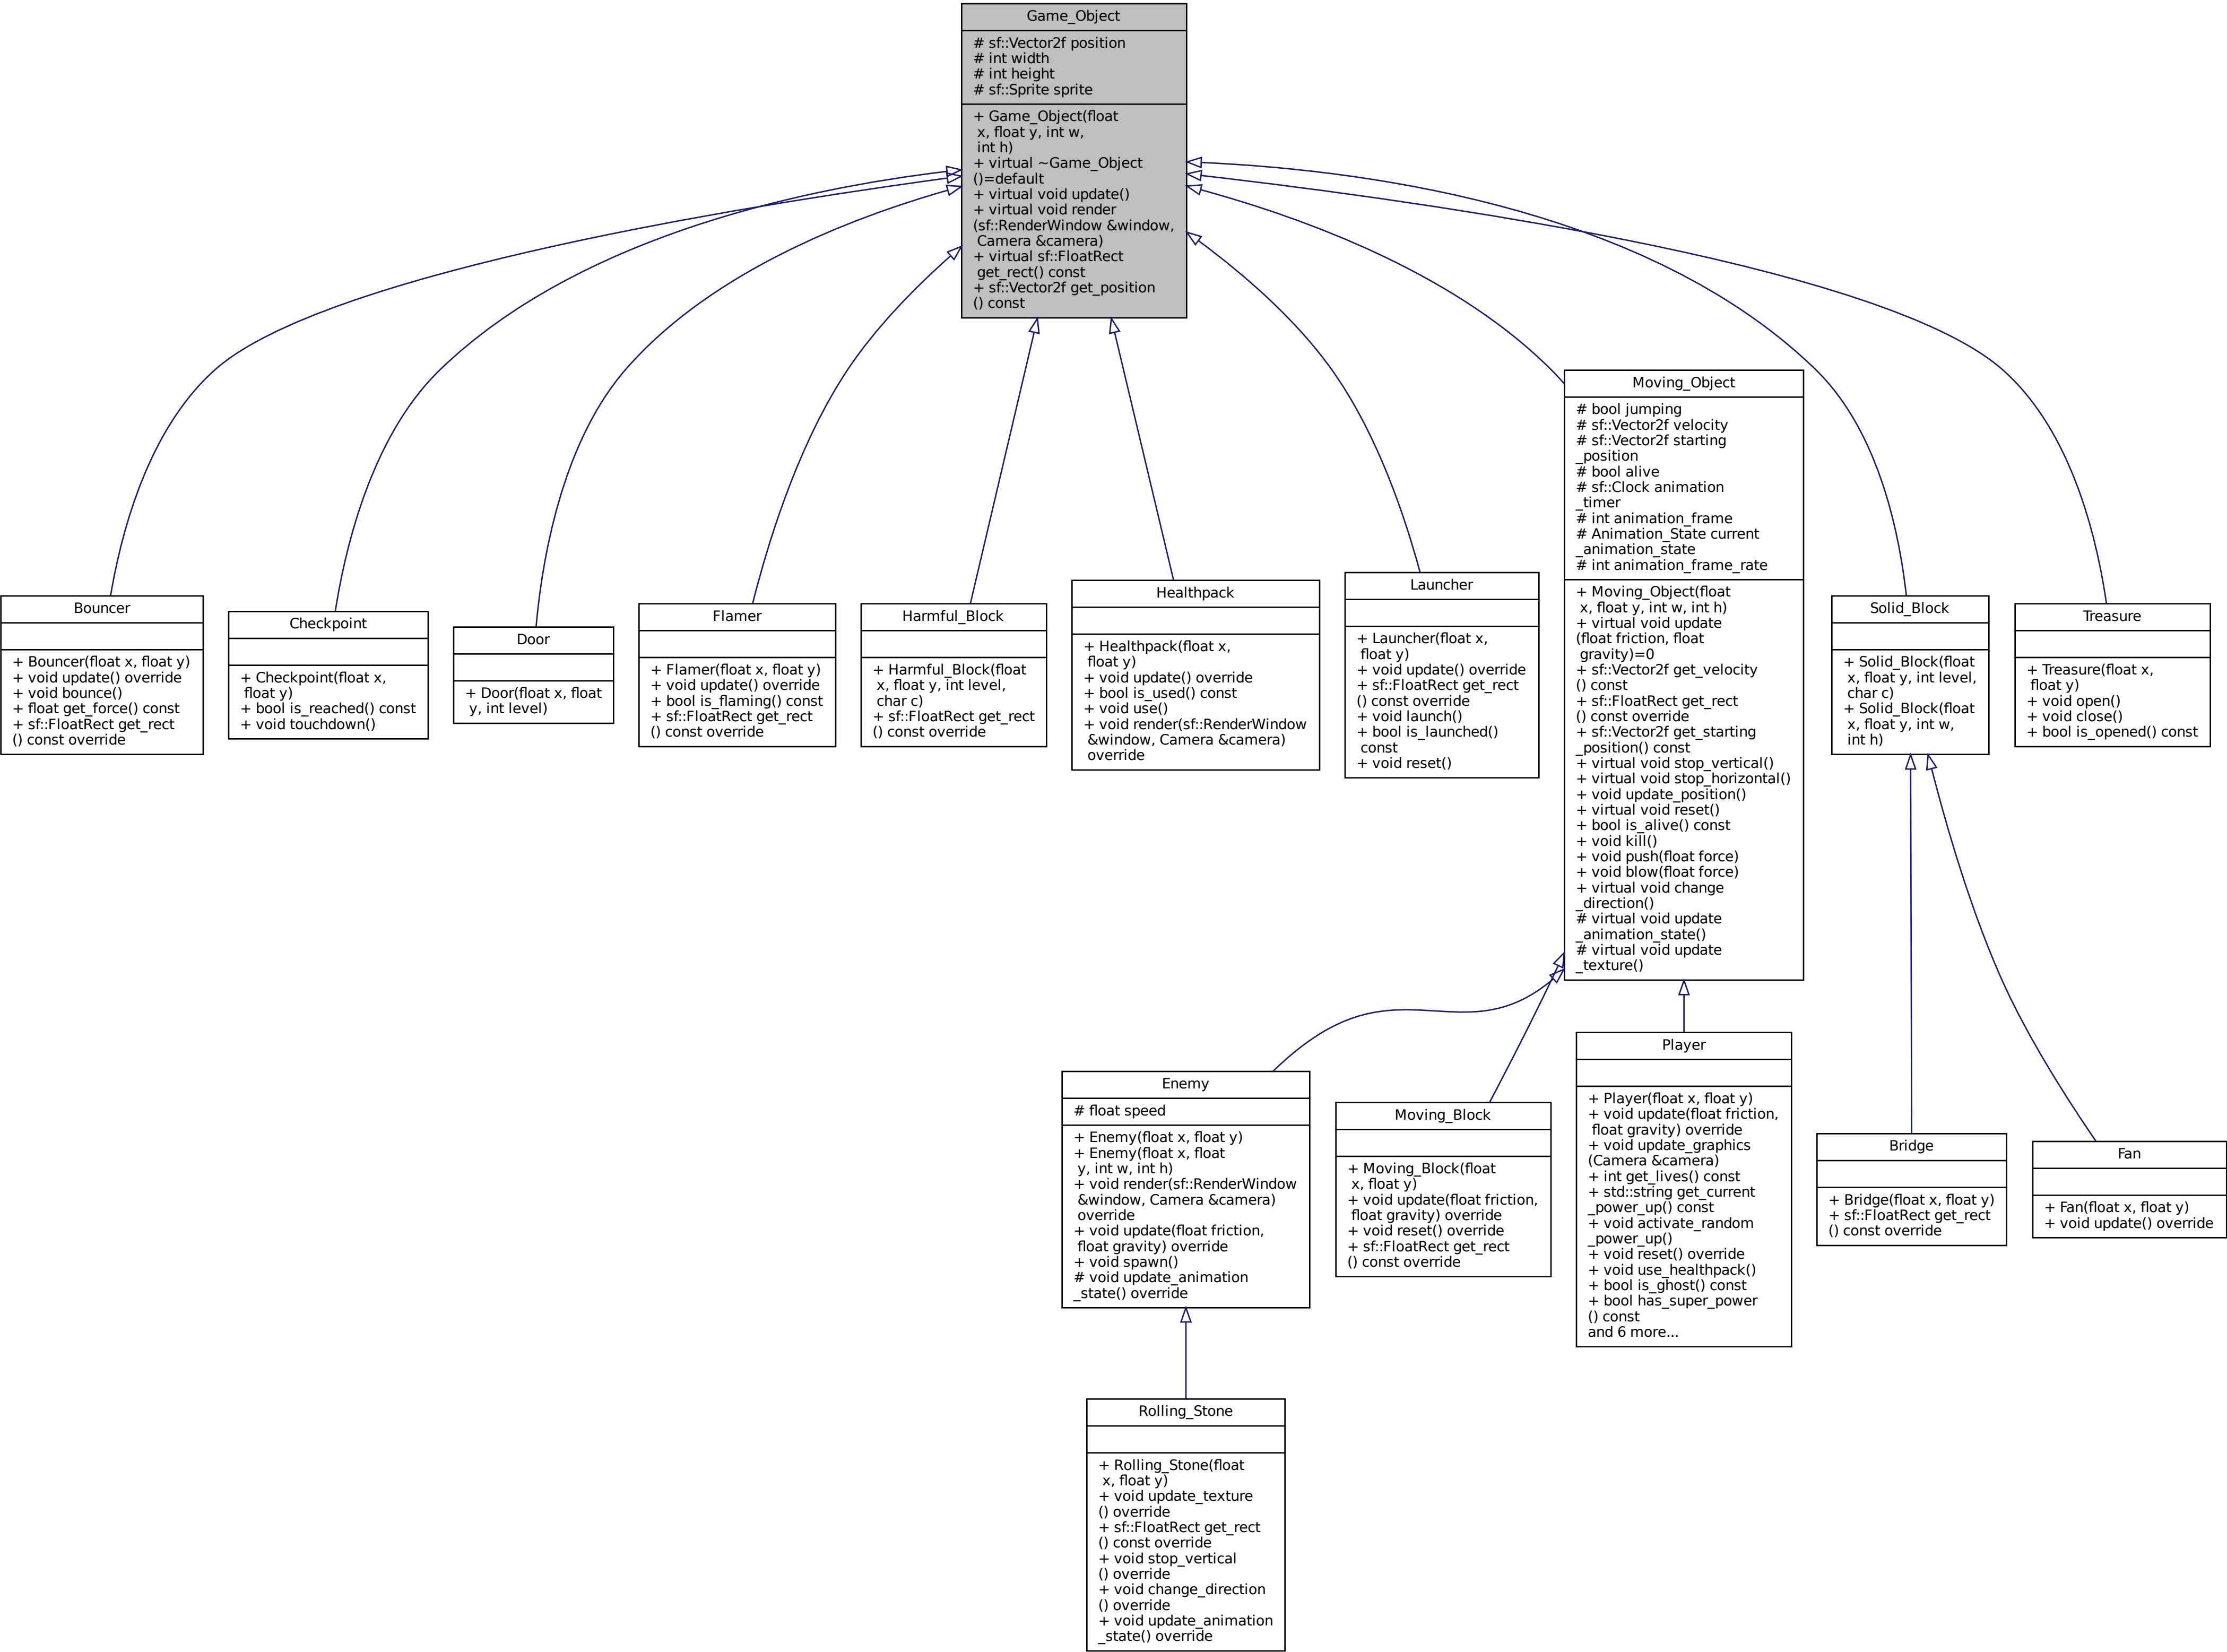 Game_Object
# sf::Vector2f position
# int width
# int height
# sf::Sprite sprite
+ Game_Object(float
x, float y, int w,
int h)
+ virtual ~Game_Object
()=default
+ virtual void update()
+ virtual void render
(sf::RenderWindow &window,
Camera &camera)
+ virtual sf::FloatRect
get_rect() const
+ sf::Vector2f get_position
() const
Bouncer
+ Bouncer(float x, float y)
+ void update() override
+ void bounce()
+ float get_force() const
+ sf::FloatRect get_rect
() const override
Checkpoint
+ Checkpoint(float x,
float y)
+ bool is_reached() const
+ void touchdown()
Door
+ Door(float x, float
y, int level)
Flamer
+ Flamer(float x, float y)
+ void update() override
+ bool is_flaming() const
+ sf::FloatRect get_rect
() const override
Harmful_Block
+ Harmful_Block(float
x, float y, int level,
char c)
+ sf::FloatRect get_rect
() const override
Healthpack
+ Healthpack(float x,
float y)
+ void update() override
+ bool is_used() const
+ void use()
+ void render(sf::RenderWindow
&window, Camera &camera)
override
Launcher
+ Launcher(float x,
float y)
+ void update() override
+ sf::FloatRect get_rect
() const override
+ void launch()
+ bool is_launched()
const
+ void reset()
Moving_Object
# bool jumping
# sf::Vector2f velocity
# sf::Vector2f starting
_position
# bool alive
# sf::Clock animation
_timer
# int animation_frame
# Animation_State current
_animation_state
# int animation_frame_rate
+ Moving_Object(float
x, float y, int w, int h)
+ virtual void update
(float friction, float
gravity)=0
+ sf::Vector2f get_velocity
() const
+ sf::FloatRect get_rect
() const override
+ sf::Vector2f get_starting
_position() const
+ virtual void stop_vertical()
+ virtual void stop_horizontal()
+ void update_position()
+ virtual void reset()
+ bool is_alive() const
+ void kill()
+ void push(float force)
+ void blow(float force)
+ virtual void change
_direction()
# virtual void update
_animation_state()
# virtual void update
_texture()
Solid_Block
+ Solid_Block(float
x, float y, int level,
char c)
+ Solid_Block(float
x, float y, int w,
int h)
Treasure
+ Treasure(float x,
float y)
+ void open()
+ void close()
+ bool is_opened() const
Enemy
# float speed
+ Enemy(float x, float y)
+ Enemy(float x, float
y, int w, int h)
+ void render(sf::RenderWindow
&window, Camera &camera)
override
+ void update(float friction,
float gravity) override
+ void spawn()
# void update_animation
_state() override
Moving_Block
+ Moving_Block(float
x, float y)
+ void update(float friction,
float gravity) override
+ void reset() override
+ sf::FloatRect get_rect
() const override
Player
+ Player(float x, float y)
+ void update(float friction,
float gravity) override
+ void update_graphics
(Camera &camera)
+ int get_lives() const
+ std::string get_current
_power_up() const
+ void activate_random
_power_up()
+ void reset() override
+ void use_healthpack()
+ bool is_ghost() const
+ bool has_super_power
() const
and 6 more...
Bridge
+ Bridge(float x, float y)
+ sf::FloatRect get_rect
() const override
Fan
+ Fan(float x, float y)
+ void update() override
Rolling_Stone
+ Rolling_Stone(float
x, float y)
+ void update_texture
() override
+ sf::FloatRect get_rect
() const override
+ void stop_vertical
() override
+ void change_direction
() override
+ void update_animation
_state() override